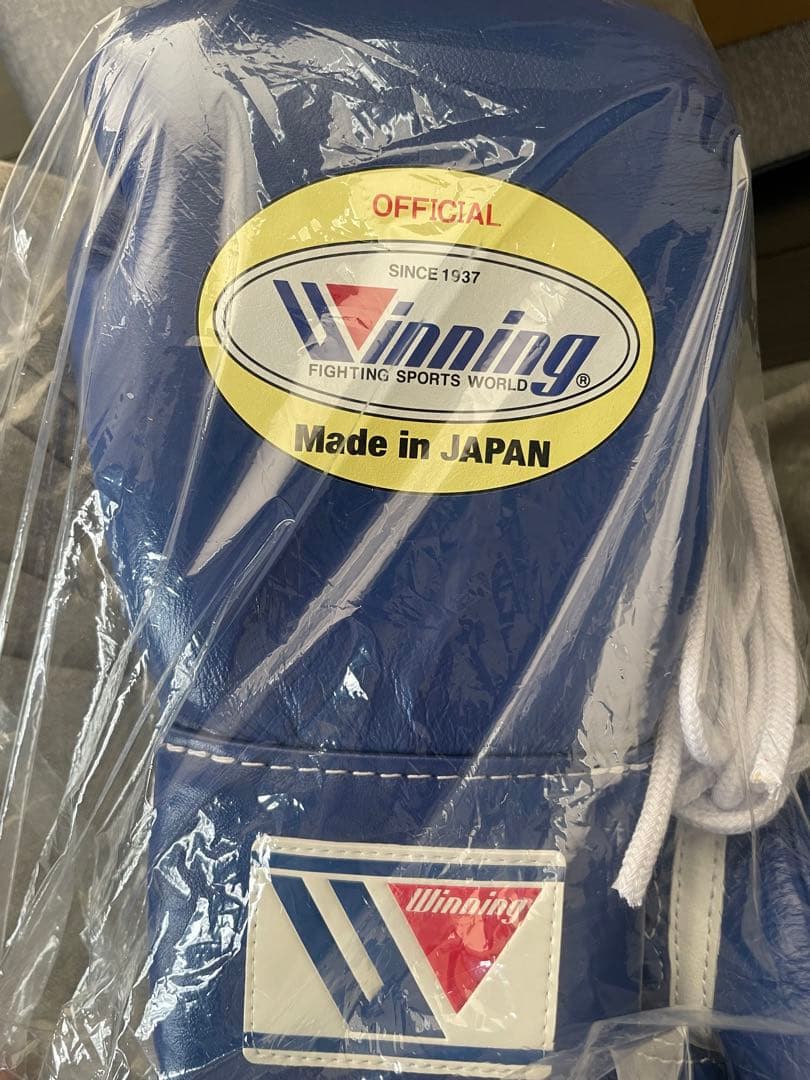 OFFICIAL
SINCE 1937
Winning
FIGHTING SPORTS WORLD®
Made in JAPAN
Winning